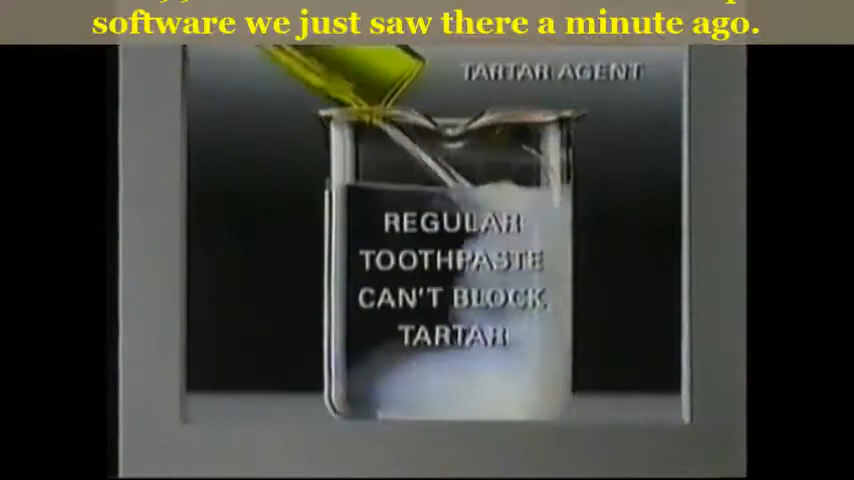 software we just saw there a minute ago.
TARTAR AGENT
REGULAR
TOOTHPASTE
CAN'T BLOCK
TARTAR